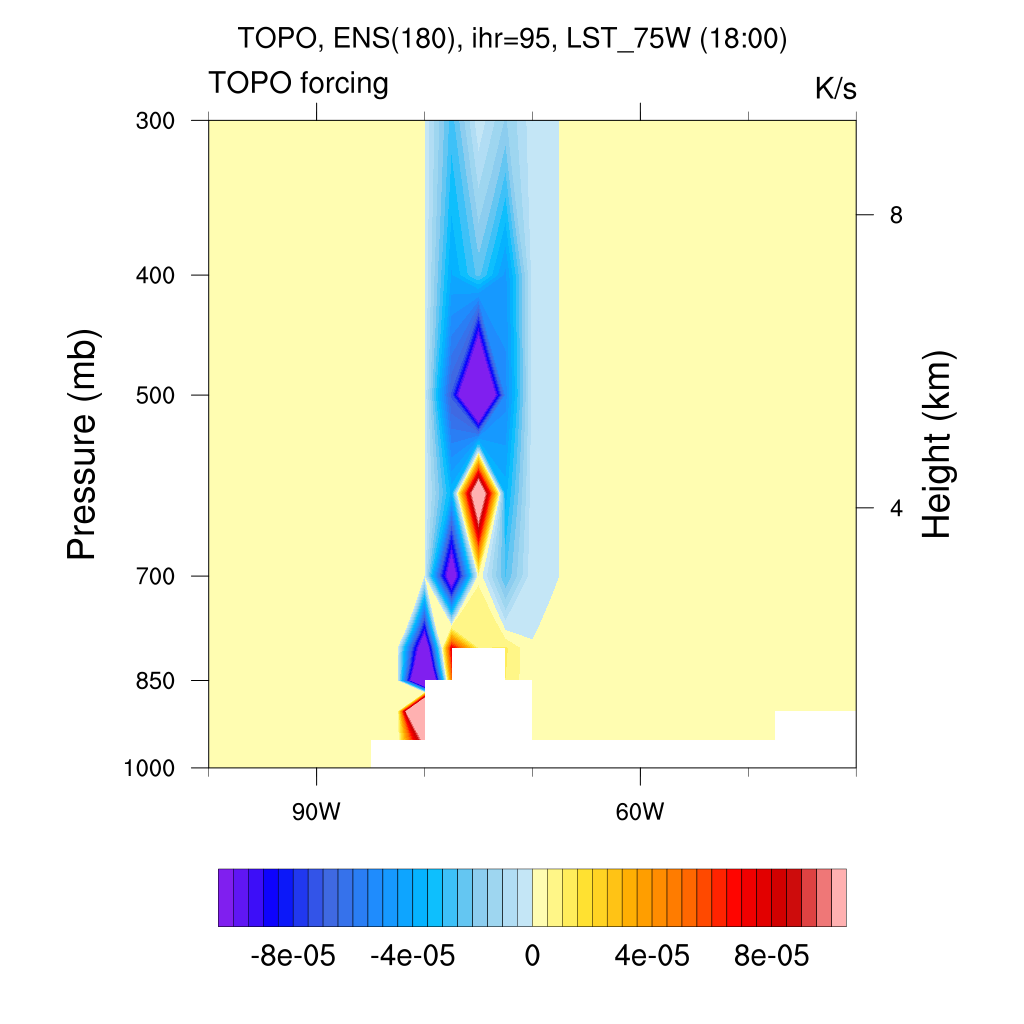 TOPO, ENS(180), ihr=95, LST_75W (18:00)
TOPO forcing
K/s
300
400
500
700
850
1000
Pressure (mb)
8
4
Height (km)
90W
60W
-8e-05
-4e-05
0
4e-05
8e-05